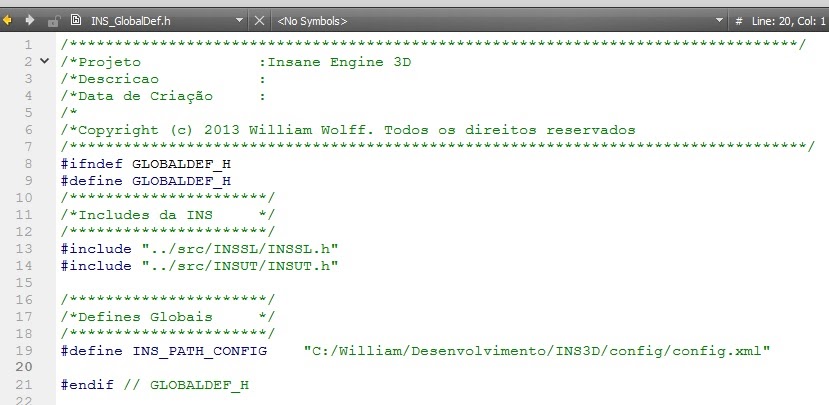 INS_GlobalDef.h <No Symbols> # Line: 20, Col: 1
1 /*********************************************************************************/
2 /*Projeto             :Insane Engine 3D
3 /*Descricao           :
4 /*Data de Criação     :
5 /*
6 /*Copyright (c) 2013 William Wolff. Todos os direitos reservados
7 /**********************************************************************************/
8 #ifndef GLOBALDEF_H
9 #define GLOBALDEF_H
10 /**********************/
11 /*Includes da INS     */
12 /**********************/
13 #include "../src/INSSL/INSSL.h"
14 #include "../src/INSUT/INSUT.h"
15
16 /**********************/
17 /*Defines Globais     */
18 /**********************/
19 #define INS_PATH_CONFIG    "C:/William/Desenvolvimento/INS3D/config/config.xml"
20
21 #endif // GLOBALDEF_H
22